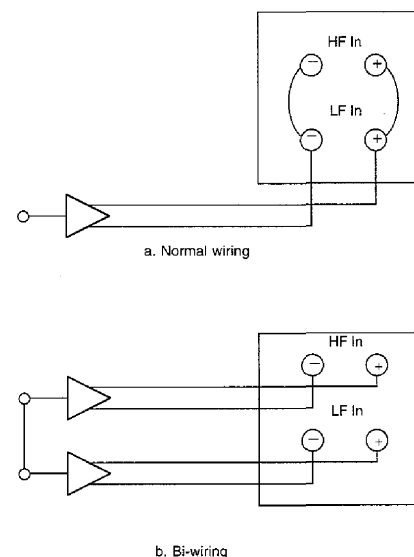 HF In
− +
LF In
− +
a. Normal wiring
HF In
− +
LF In
− +
b. Bi-wiring